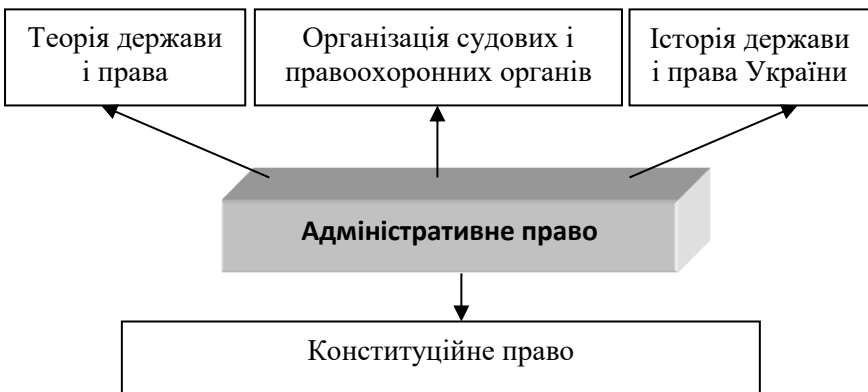 Теорія держави
і права
Організація судових і
правоохоронних органів
Історія держави
і права України
Адміністративне право
Конституційне право